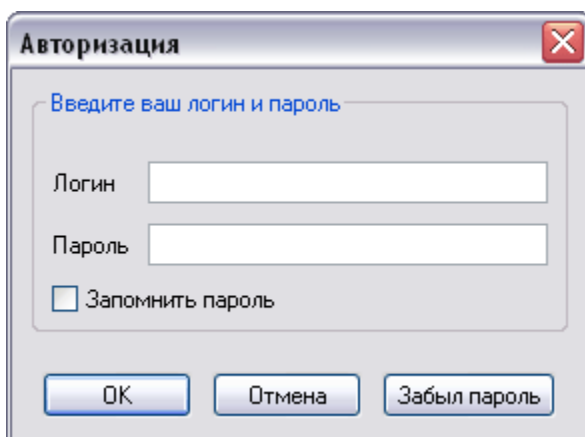 Авторизация
Введите ваш логин и пароль
Логин
Пароль
Запомнить пароль
OK
Отмена
Забыл пароль